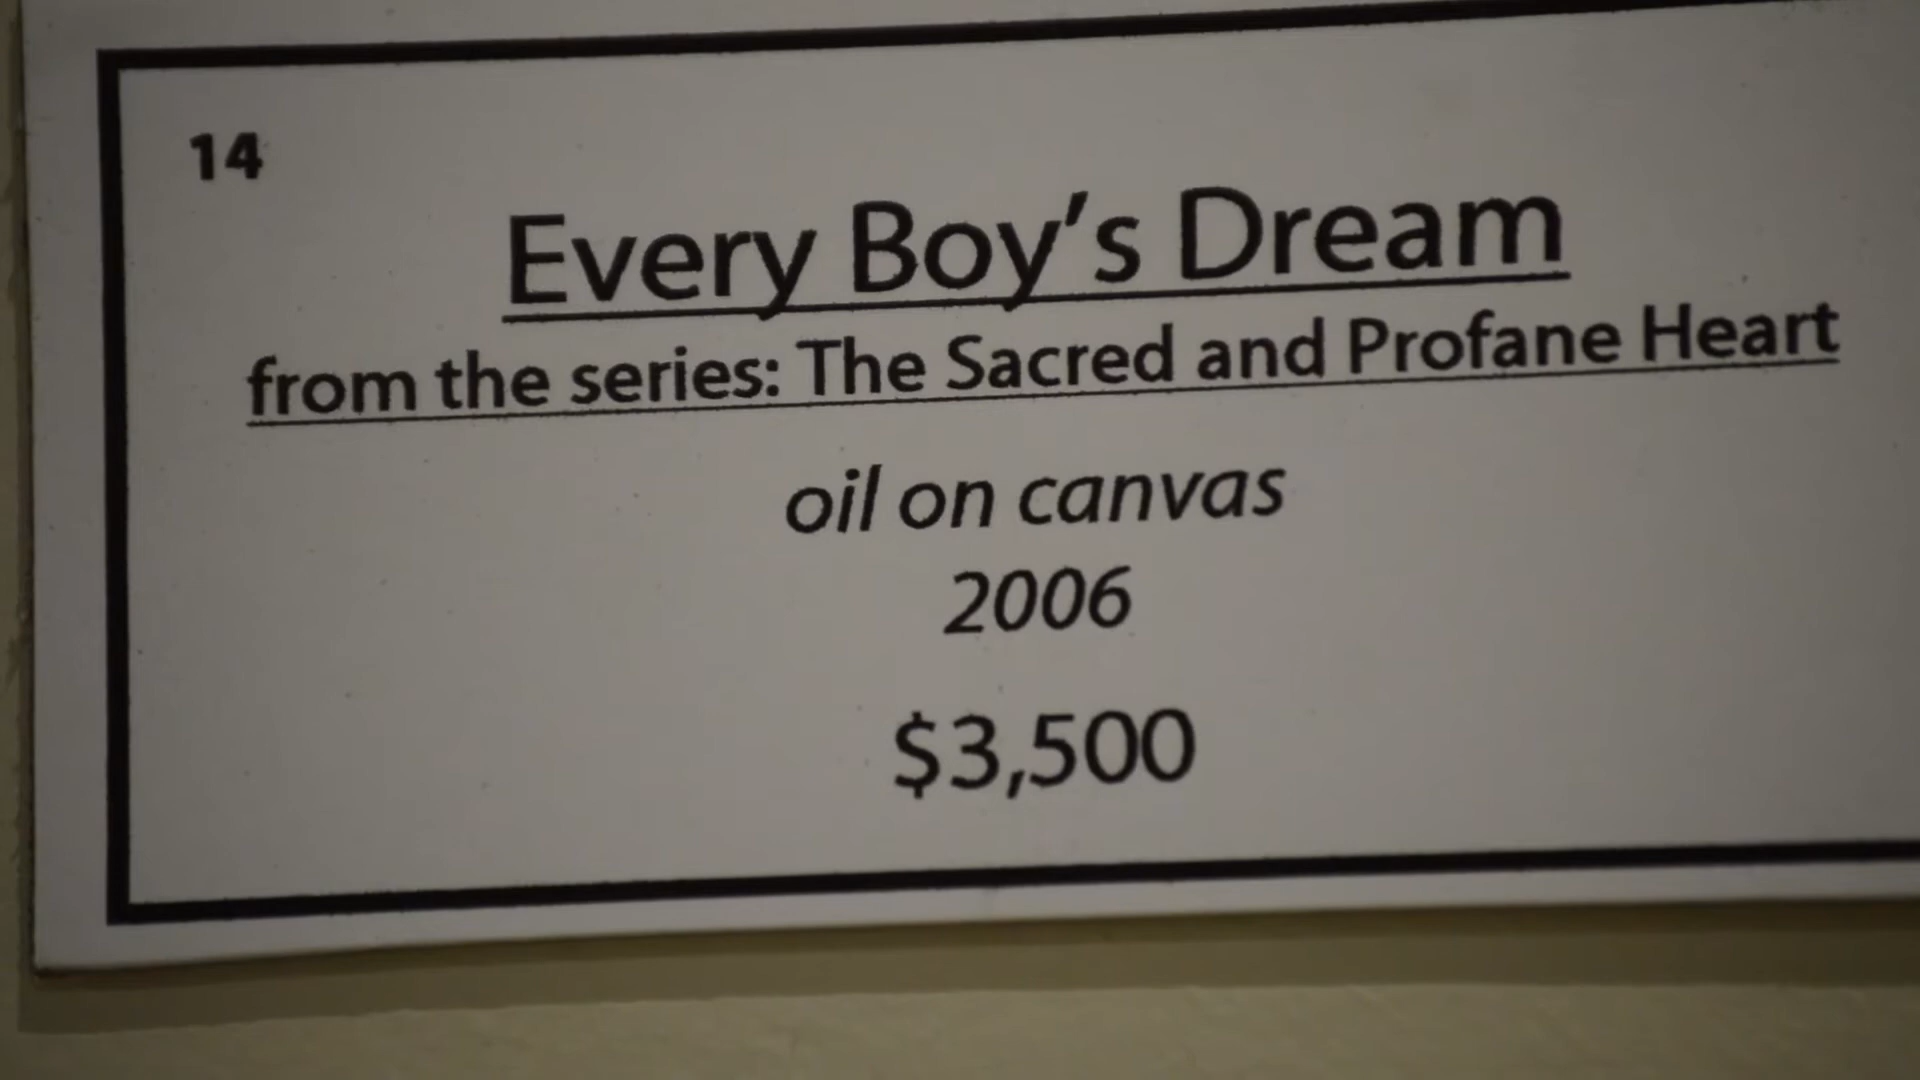 14
Every Boy's Dream
from the series: The Sacred and Profane Heart
oil on canvas
2006
$3,500